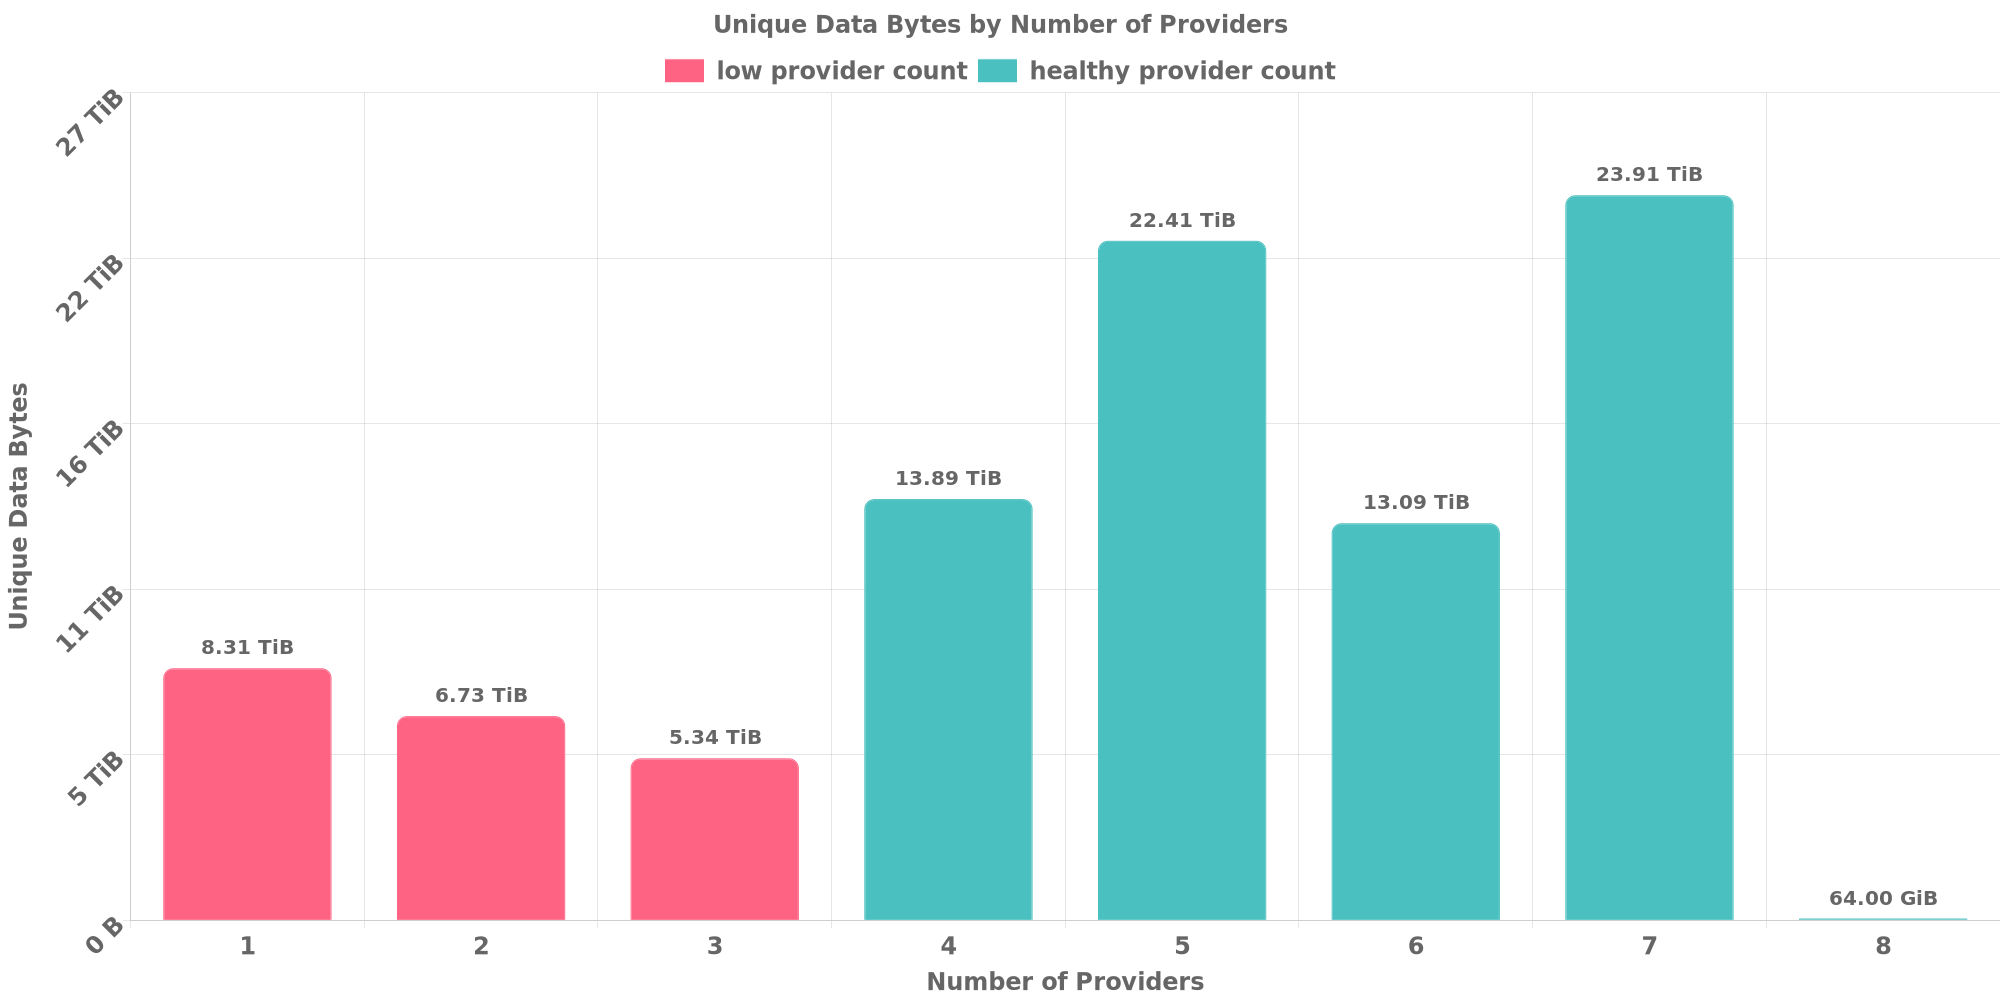 Unique Data Bytes by Number of Providers
low provider count healthy provider count
27 TiB
22 TiB
16 TiB
11 TiB
5 TiB
0 B
Unique Data Bytes
8.31 TiB
6.73 TiB
5.34 TiB
13.89 TiB
22.41 TiB
13.09 TiB
23.91 TiB
64.00 GiB
1 2 3 4 5 6 7 8
Number of Providers